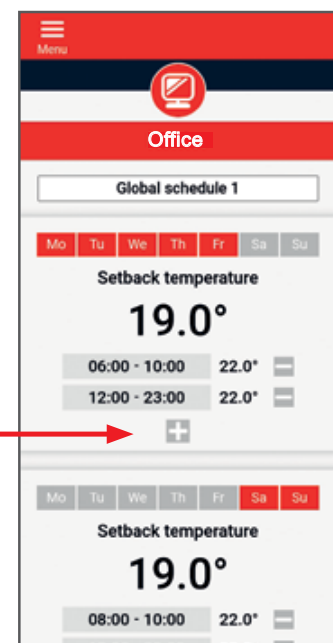 Menu
Office
Global schedule 1
Mo Tu We Th Fr Sa Su
Setback temperature
19.0°
06:00 - 10:00 22.0°
12:00 - 23:00 22.0°
Mo Tu We Th Fr Sa Su
Setback temperature
19.0°
08:00 - 10:00 22.0°